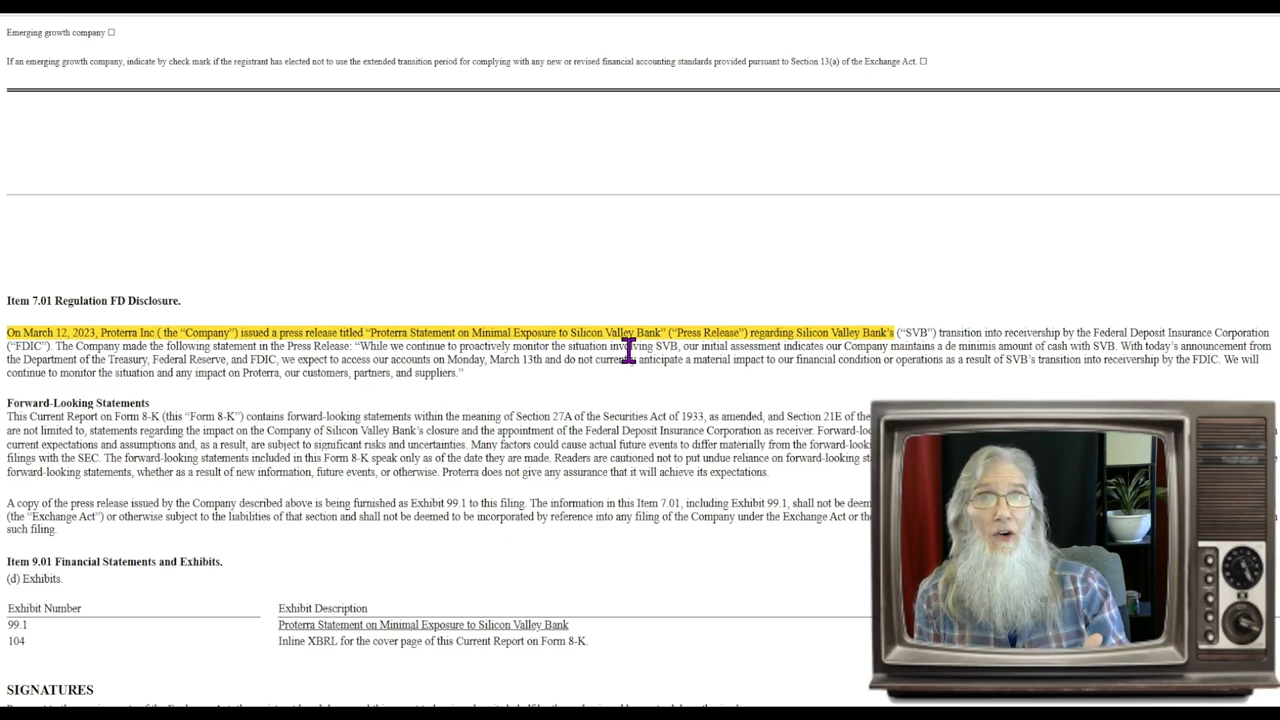 Emerging growth company ☐
If an emerging growth company, indicate by check mark if the registrant has elected not to use the extended transition period for complying with any new or revised financial accounting standards provided pursuant to Section 13(a) of the Exchange Act. ☐
Item 7.01 Regulation FD Disclosure.
On March 12, 2023, Proterra Inc ( the “Company”) issued a press release titled “Proterra Statement on Minimal Exposure to Silicon Valley Bank” (“Press Release”) regarding Silicon Valley Bank’s (“SVB”) transition into receivership by the Federal Deposit Insurance Corporation
(“FDIC”). The Company made the following statement in the Press Release: “While we continue to proactively monitor the situation involving SVB, our initial assessment indicates our Company maintains a de minimis amount of cash with SVB. With today’s announcement from
the Department of the Treasury, Federal Reserve, and FDIC, we expect to access our accounts on Monday, March 13th and do not currently anticipate a material impact to our financial condition or operations as a result of SVB’s transition into receivership by the FDIC. We will
continue to monitor the situation and any impact on Proterra, our customers, partners, and suppliers.”
Forward-Looking Statements
This Current Report on Form 8-K (this “Form 8-K”) contains forward-looking statements within the meaning of Section 27A of the Securities Act of 1933, as amended, and Section 21E of the
are not limited to, statements regarding the impact on the Company of Silicon Valley Bank’s closure and the appointment of the Federal Deposit Insurance Corporation as receiver.
current expectations and assumptions and, as a result, are subject to significant risks and uncertainties. Many factors could cause actual future events to differ materially from the
filings with the SEC. The forward-looking statements included in this Form 8-K speak only as of the date they are made. Readers are cautioned not to put undue reliance on forward-looking
forward-looking statements, whether as a result of new information, future events, or otherwise. Proterra does not give any assurance that it will achieve its expectations.
A copy of the press release issued by the Company described above is being furnished as Exhibit 99.1 to this filing. The information in this Item 7.01, including Exhibit 99.1, shall not be
(the “Exchange Act”) or otherwise subject to the liabilities of that section and shall not be deemed to be incorporated by reference into any filing of the Company under the Exchange Act or
such filing.
Item 9.01 Financial Statements and Exhibits.
(d) Exhibits.
Exhibit Number Exhibit Description
99.1 Proterra Statement on Minimal Exposure to Silicon Valley Bank
104 Inline XBRL for the cover page of this Current Report on Form 8-K.
SIGNATURES